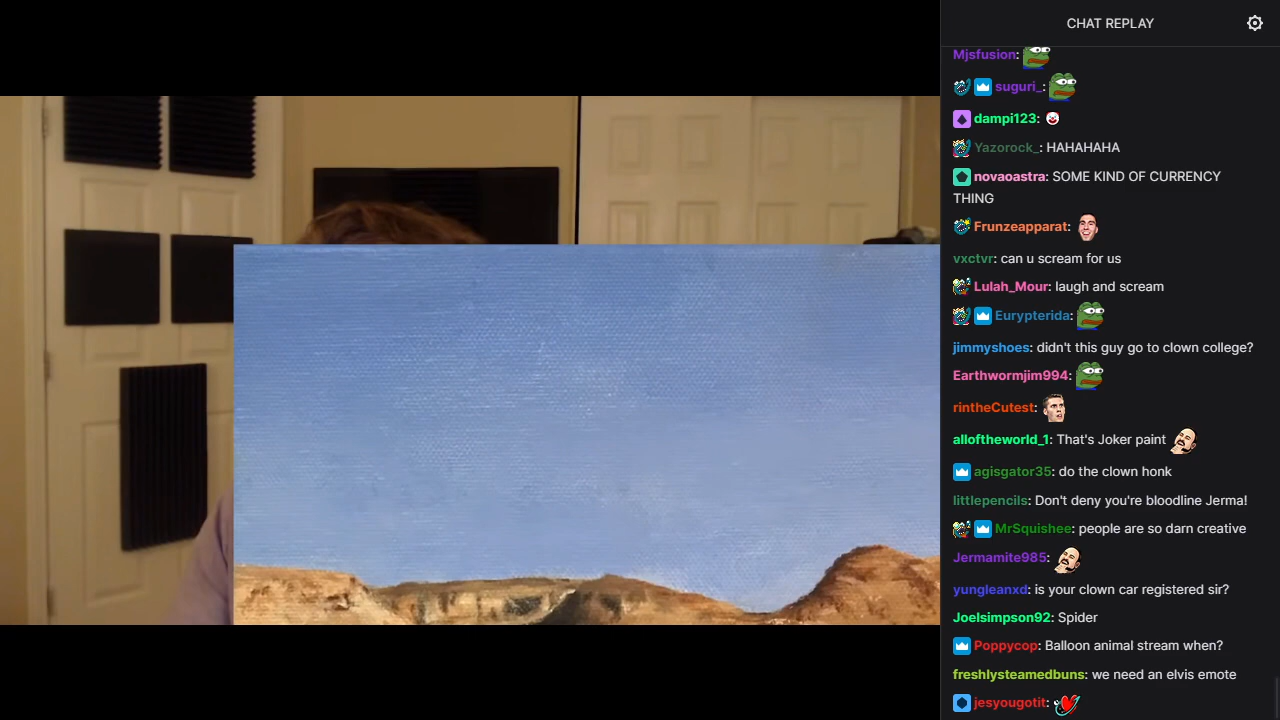 CHAT REPLAY
Mjsfusion:
suguri_:
dampi123:
Yazorock_: HAHAHAHA
novaoastra: SOME KIND OF CURRENCY
THING
Frunzeapparat:
vxctvr: can u scream for us
Lulah_Mour: laugh and scream
Eurypterida:
jimmyshoes: didn't this guy go to clown college?
Earthwormjim994:
rintheCutest:
alloftheworld_1: That's Joker paint
agisgator35: do the clown honk
littlepencils: Don't deny you're bloodline Jerma!
MrSquishee: people are so darn creative
Jermamite985:
yungleanxd: is your clown car registered sir?
Joelsimpson92: Spider
Poppycop: Balloon animal stream when?
freshlysteamedbuns: we need an elvis emote
jesyougotit: